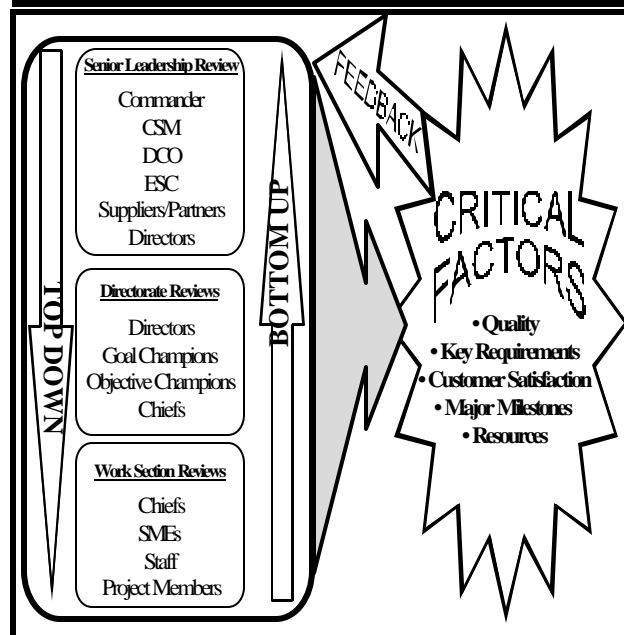 Senior Leadership Review
Commander
CSM
DCO
ESC
Suppliers/Partners
Directors
Directorate Reviews
Directors
Goal Champions
Objective Champions
Chiefs
Work Section Reviews
Chiefs
SMEs
Staff
Project Members
TOP DOWN
BOTTOM UP
FEEDBACK
CRITICAL
FACTORS
• Quality
• Key Requirements
• Customer Satisfaction
• Major Milestones
• Resources